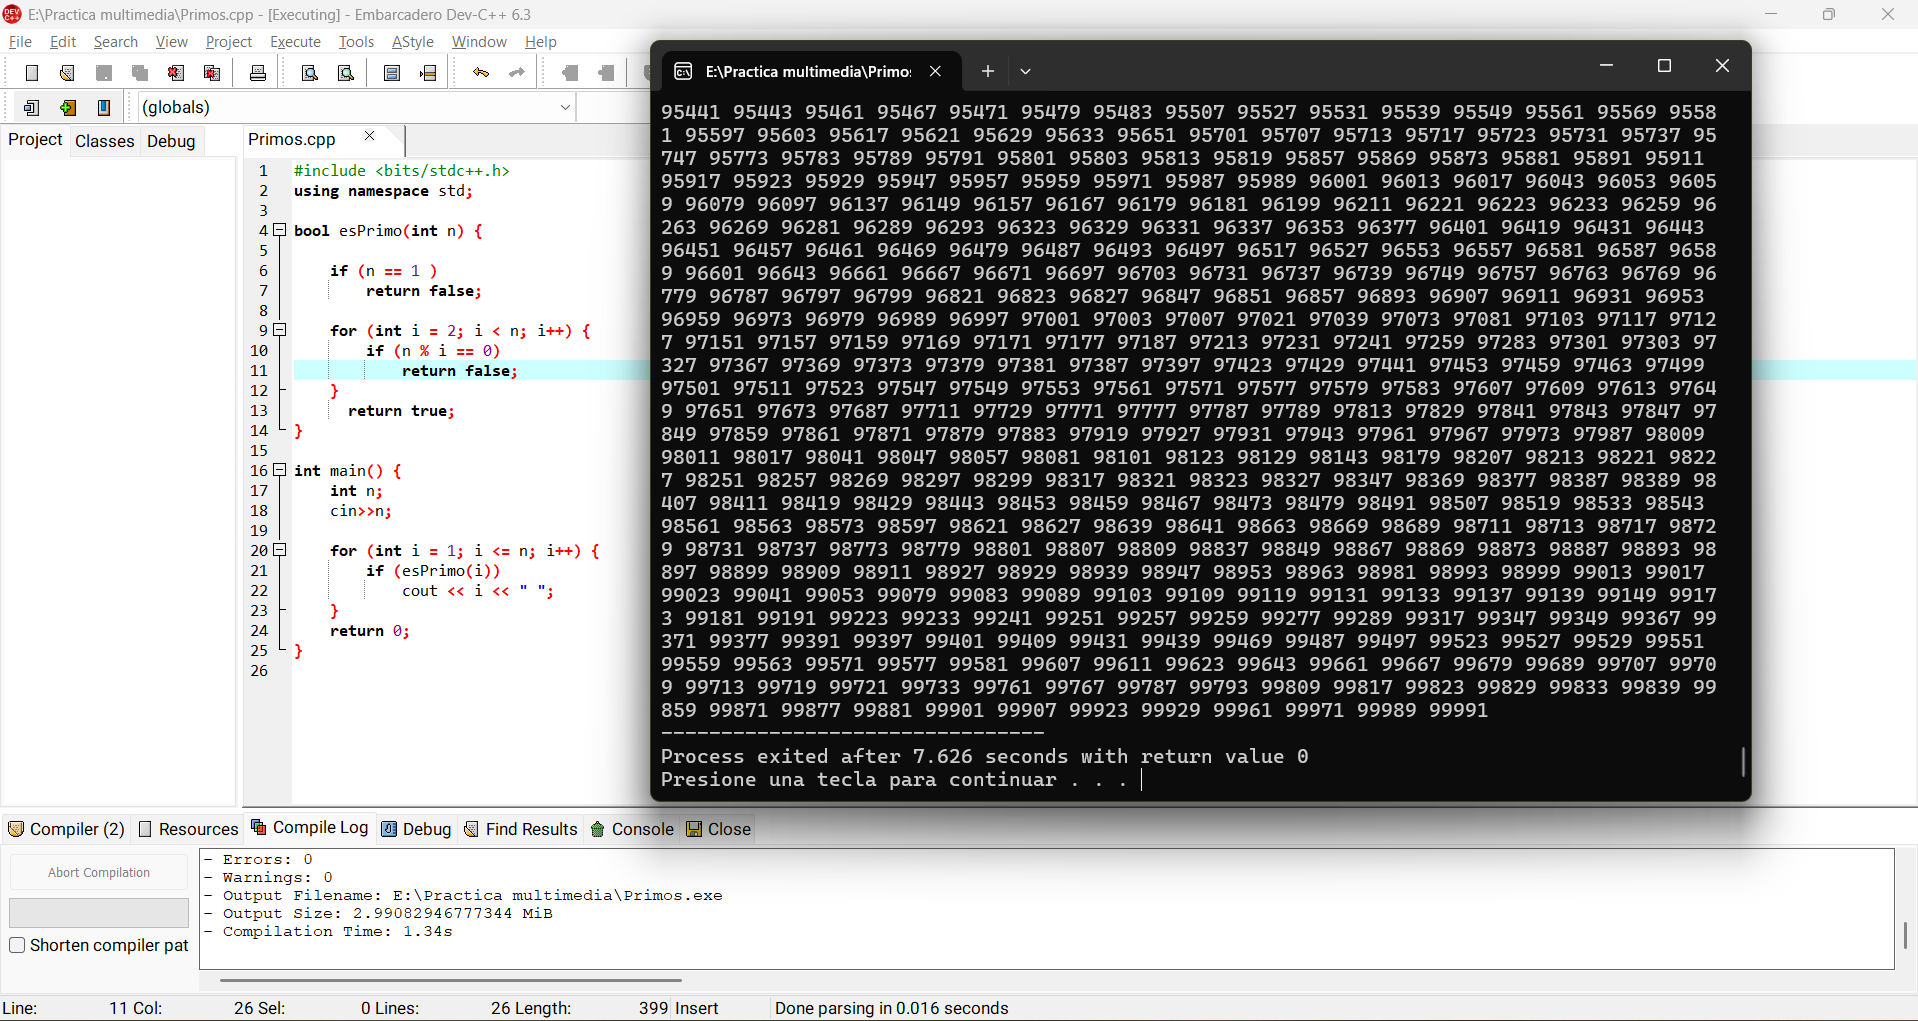 E:\Practica multimedia\Primos.cpp - [Executing] - Embarcadero Dev-C++ 6.3
File Edit Search View Project Execute Tools AStyle Window Help
(globals)
Project Classes Debug
Primos.cpp
1 #include <bits/stdc++.h>
2 using namespace std;
3
4 bool esPrimo(int n) {
5
6 if (n == 1 )
7 return false;
8
9 for (int i = 2; i < n; i++) {
10 if (n % i == 0)
11 return false;
12 }
13 return true;
14 }
15
16 int main() {
17 int n;
18 cin>>n;
19
20 for (int i = 1; i <= n; i++) {
21 if (esPrimo(i))
22 cout << i << " ";
23 }
24 return 0;
25 }
26
E:\Practica multimedia\Primo:
95441 95443 95461 95467 95471 95479 95483 95507 95527 95531 95539 95549 95561 95569 9558
1 95597 95603 95617 95621 95629 95633 95651 95701 95707 95713 95717 95723 95731 95737 95
747 95773 95783 95789 95791 95801 95803 95813 95819 95857 95869 95873 95881 95891 95911
95917 95923 95929 95947 95957 95959 95971 95987 95989 96001 96013 96017 96043 96053 9605
9 96079 96097 96137 96149 96157 96167 96179 96181 96199 96211 96221 96223 96233 96259 96
263 96269 96281 96289 96293 96323 96329 96331 96337 96353 96377 96401 96419 96431 96443
96451 96457 96461 96469 96479 96487 96493 96497 96517 96527 96553 96557 96581 96587 9658
9 96601 96643 96661 96667 96671 96697 96703 96731 96737 96739 96749 96757 96763 96769 96
779 96787 96797 96799 96821 96823 96827 96847 96851 96857 96893 96907 96911 96931 96953
96959 96973 96979 96989 96997 97001 97003 97007 97021 97039 97073 97081 97103 97117 9712
7 97151 97157 97159 97169 97171 97177 97187 97213 97231 97241 97259 97283 97301 97303 97
327 97367 97369 97373 97379 97381 97387 97397 97423 97429 97441 97453 97459 97463 97499
97501 97511 97523 97547 97549 97553 97561 97571 97577 97579 97583 97607 97609 97613 9764
9 97651 97673 97687 97711 97729 97771 97777 97787 97789 97813 97829 97841 97843 97847 97
849 97859 97861 97871 97879 97883 97919 97927 97931 97943 97961 97967 97973 97987 98009
98011 98017 98041 98047 98057 98081 98101 98123 98129 98143 98179 98207 98213 98221 9822
7 98251 98257 98269 98297 98299 98317 98321 98323 98327 98347 98369 98377 98387 98389 98
407 98411 98419 98429 98443 98453 98459 98467 98473 98479 98491 98507 98519 98533 98543
98561 98563 98573 98597 98621 98627 98639 98641 98663 98669 98689 98711 98713 98717 9872
9 98731 98737 98773 98779 98801 98807 98809 98837 98849 98867 98869 98873 98887 98893 98
897 98899 98909 98911 98927 98929 98939 98947 98953 98963 98981 98993 98999 99013 99017
99023 99041 99053 99079 99083 99089 99103 99109 99119 99131 99133 99137 99139 99149 9917
3 99181 99191 99223 99233 99241 99251 99257 99259 99277 99289 99317 99347 99349 99367 99
371 99377 99391 99397 99401 99409 99431 99439 99469 99487 99497 99523 99527 99529 99551
99559 99563 99571 99577 99581 99607 99611 99623 99643 99661 99667 99679 99689 99707 9970
9 99713 99719 99721 99733 99761 99767 99787 99793 99809 99817 99823 99829 99833 99839 99
859 99871 99877 99881 99901 99907 99923 99929 99961 99971 99989 99991
--------------------------------
Process exited after 7.626 seconds with return value 0
Presione una tecla para continuar . . .
Compiler (2) Resources Compile Log Debug Find Results Console Close
Abort Compilation
Shorten compiler pat
- Errors: 0
- Warnings: 0
- Output Filename: E:\Practica multimedia\Primos.exe
- Output Size: 2.99082946777344 MiB
- Compilation Time: 1.34s
Line: 11 Col: 26 Sel: 0 Lines: 26 Length: 399 Insert Done parsing in 0.016 seconds